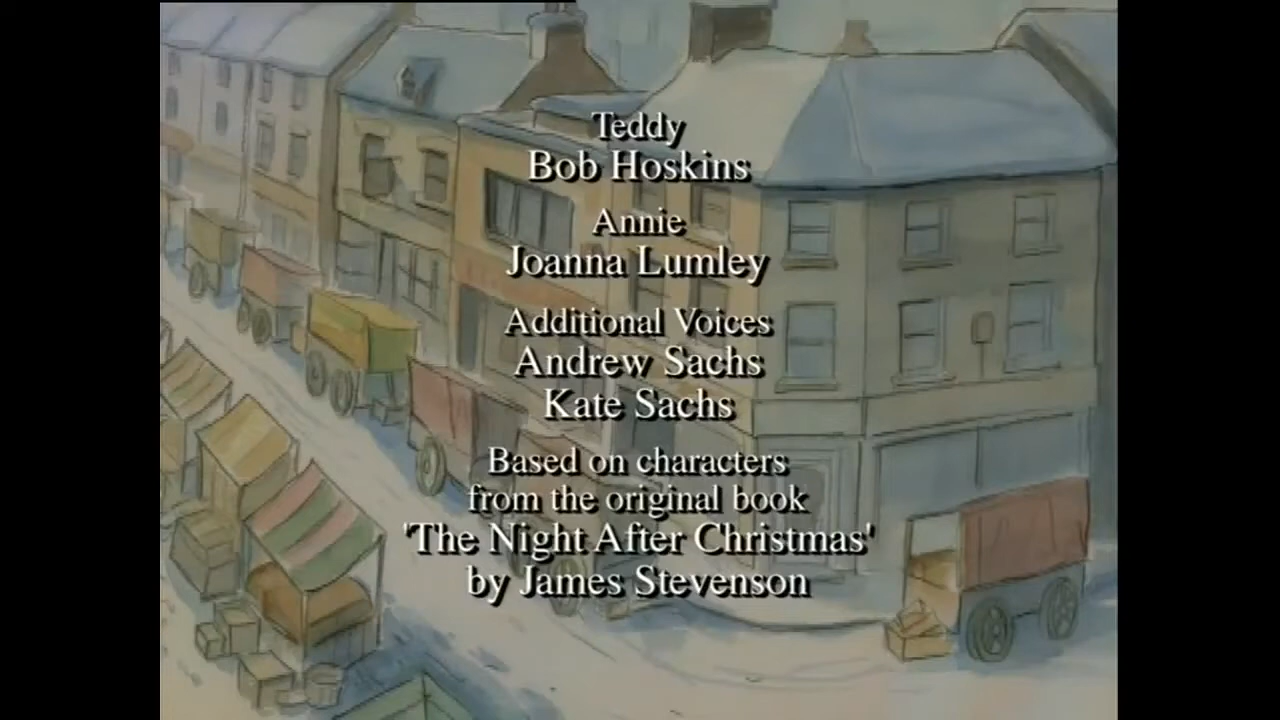 Teddy
Bob Hoskins
Annie
Joanna Lumley
Additional Voices
Andrew Sachs
Kate Sachs
Based on characters
from the original book
'The Night After Christmas'
by James Stevenson